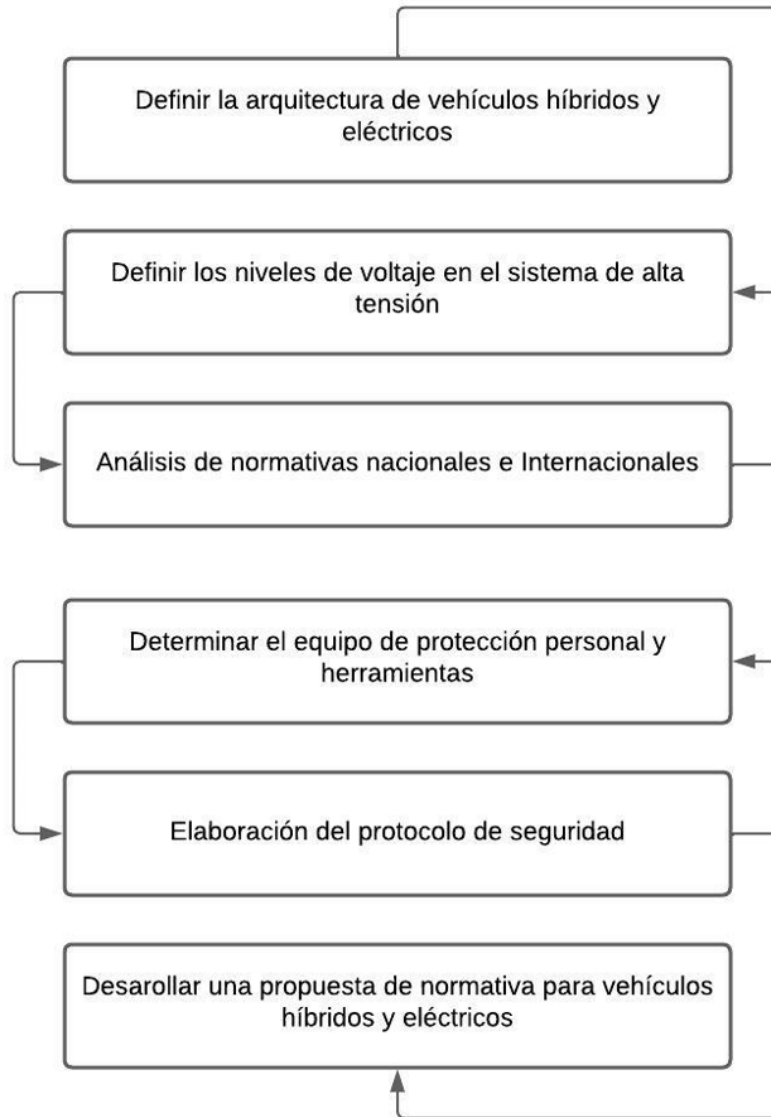 Definir la arquitectura de vehículos híbridos y
eléctricos
Definir los niveles de voltaje en el sistema de alta
tensión
Análisis de normativas nacionales e Internacionales
Determinar el equipo de protección personal y
herramientas
Elaboración del protocolo de seguridad
Desarollar una propuesta de normativa para vehículos
híbridos y eléctricos